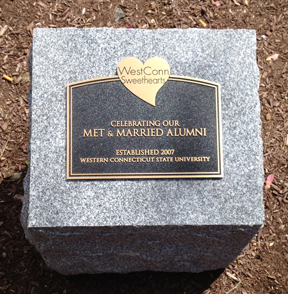 WestConn
Sweethearts
CELEBRATING OUR
MET & MARRIED ALUMNI
ESTABLISHED 2007
WESTERN CONNECTICUT STATE UNIVERSITY